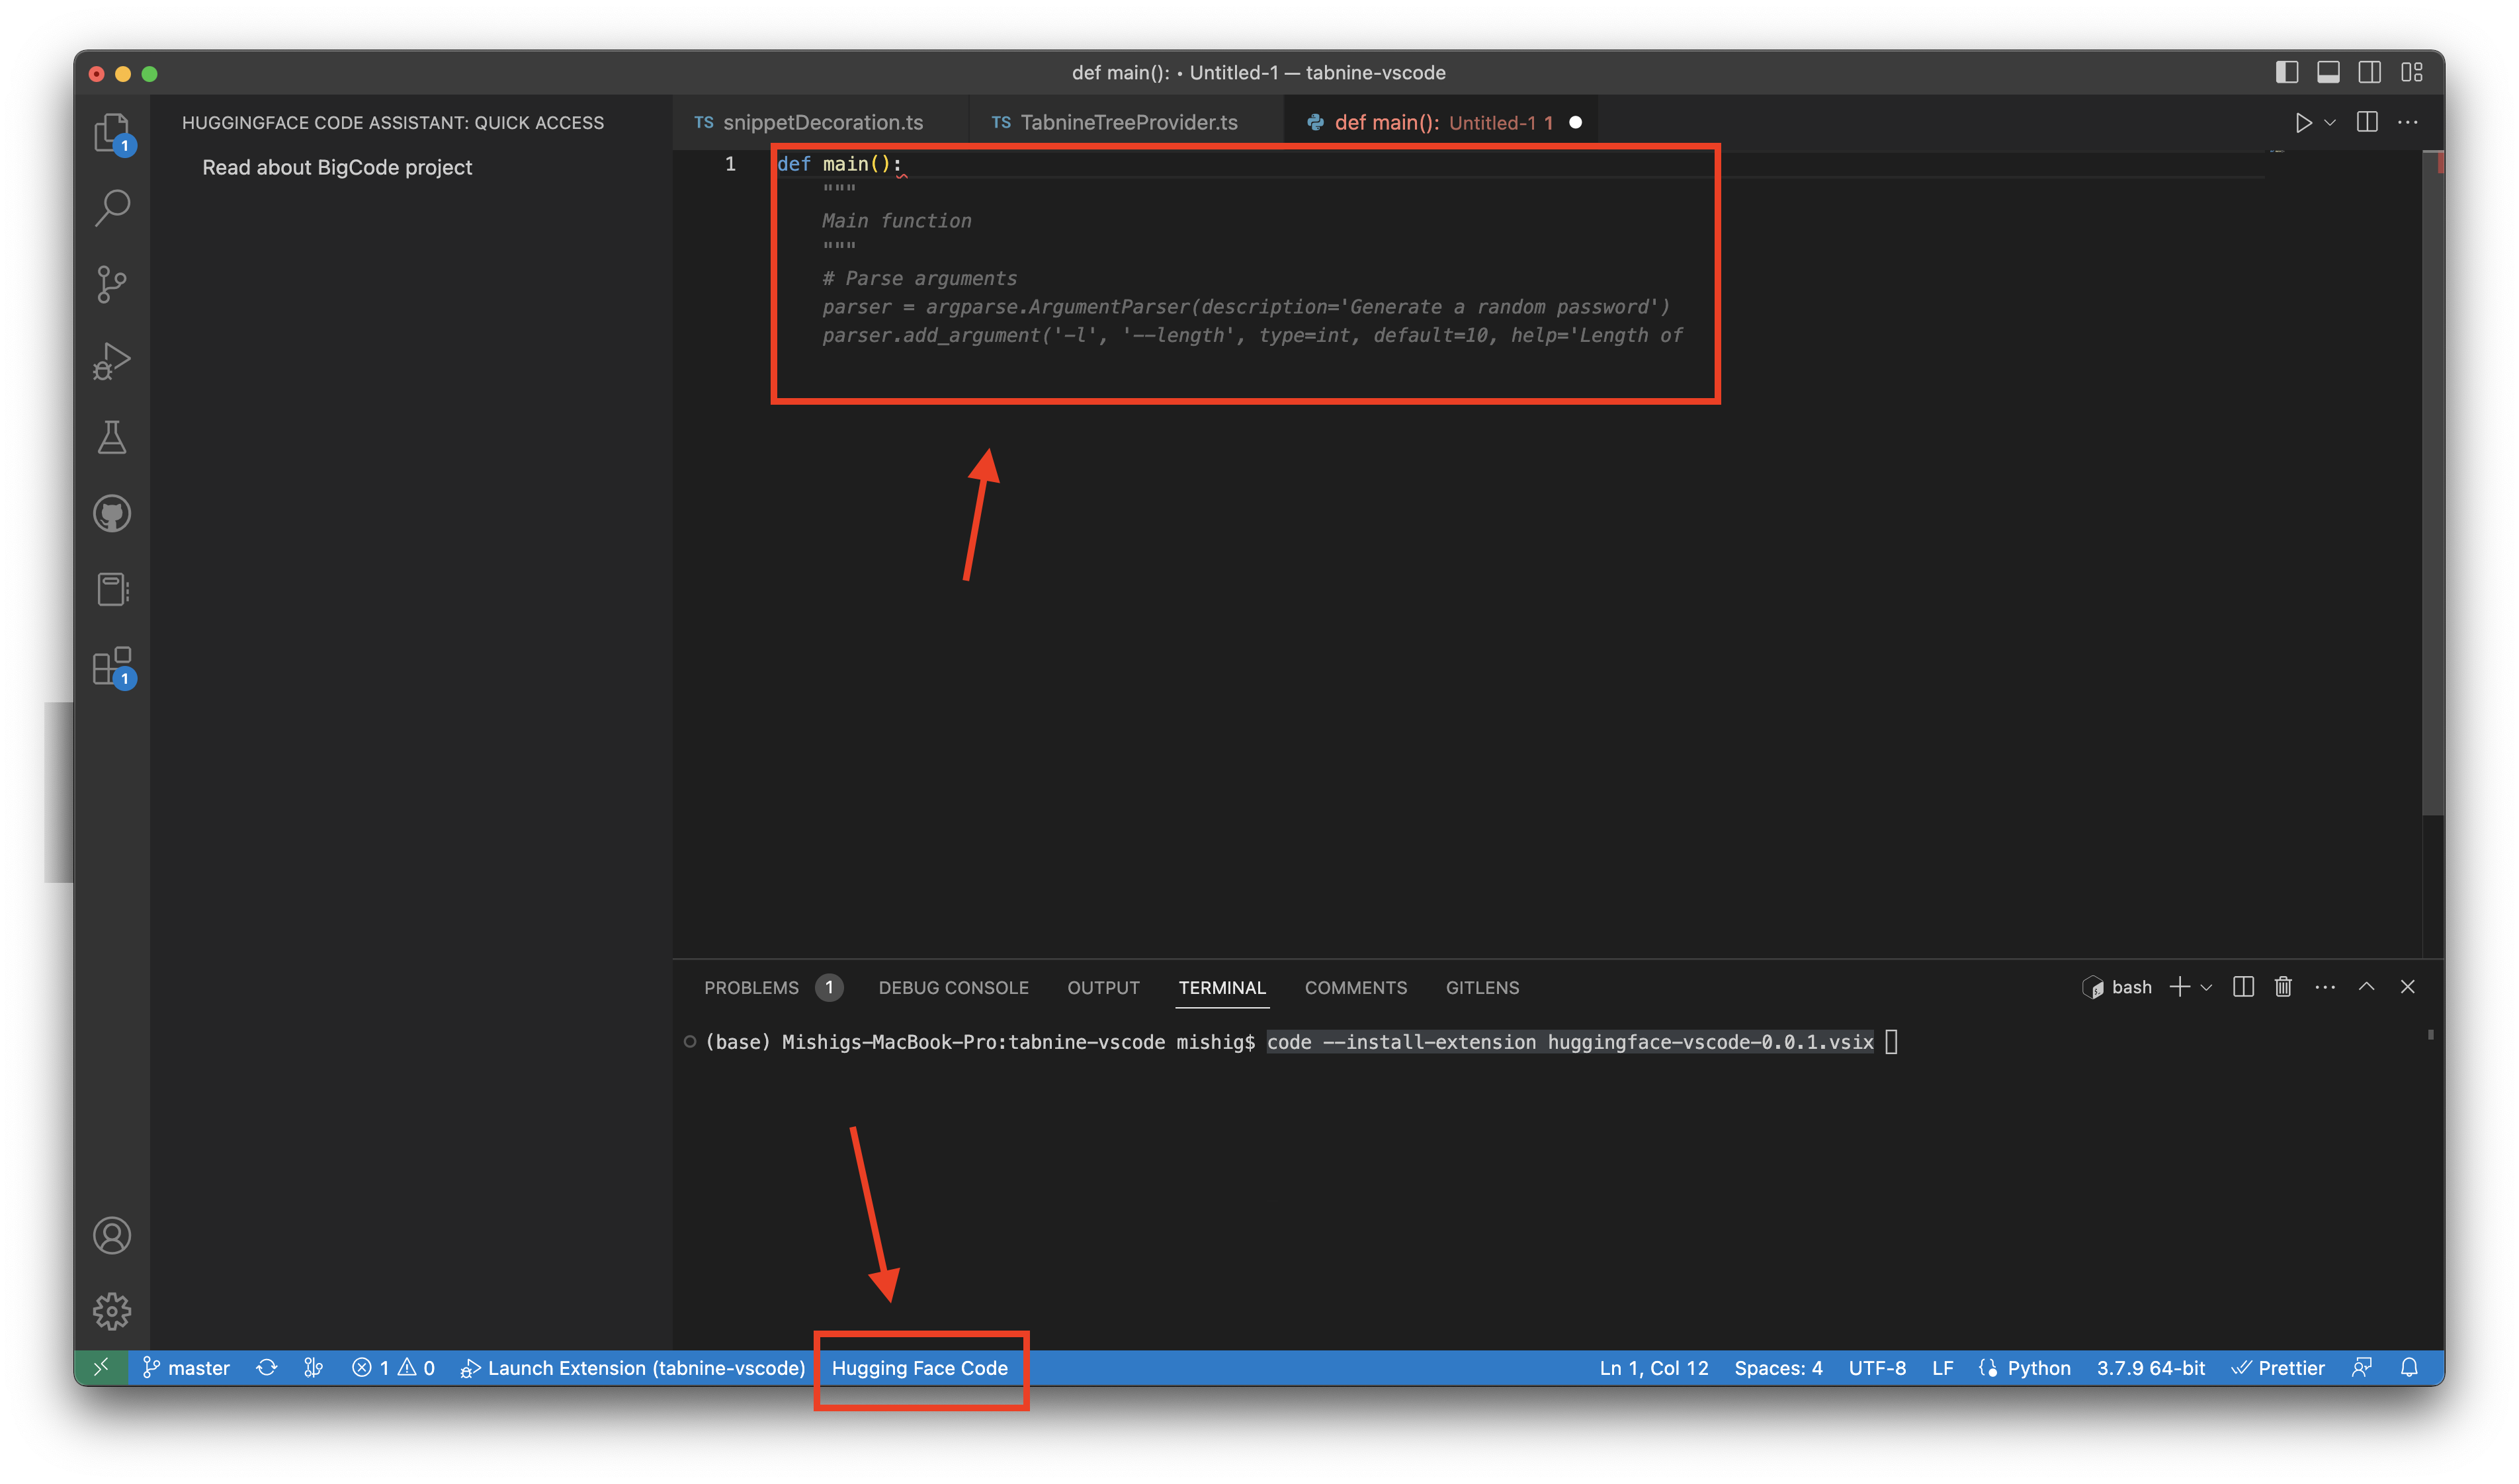 def main(): • Untitled-1 — tabnine-vscode
HUGGINGFACE CODE ASSISTANT: QUICK ACCESS
Read about BigCode project
1
1
TS snippetDecoration.ts
TS TabnineTreeProvider.ts
def main(): Untitled-1 1
1 def main():
"""
Main function
"""
# Parse arguments
parser = argparse.ArgumentParser(description='Generate a random password')
parser.add_argument('-l', '--length', type=int, default=10, help='Length of
PROBLEMS 1 DEBUG CONSOLE OUTPUT TERMINAL COMMENTS GITLENS
bash
(base) Mishigs-MacBook-Pro:tabnine-vscode mishig$ code --install-extension huggingface-vscode-0.0.1.vsix
master 1 0 Launch Extension (tabnine-vscode) Hugging Face Code Ln 1, Col 12 Spaces: 4 UTF-8 LF Python 3.7.9 64-bit Prettier